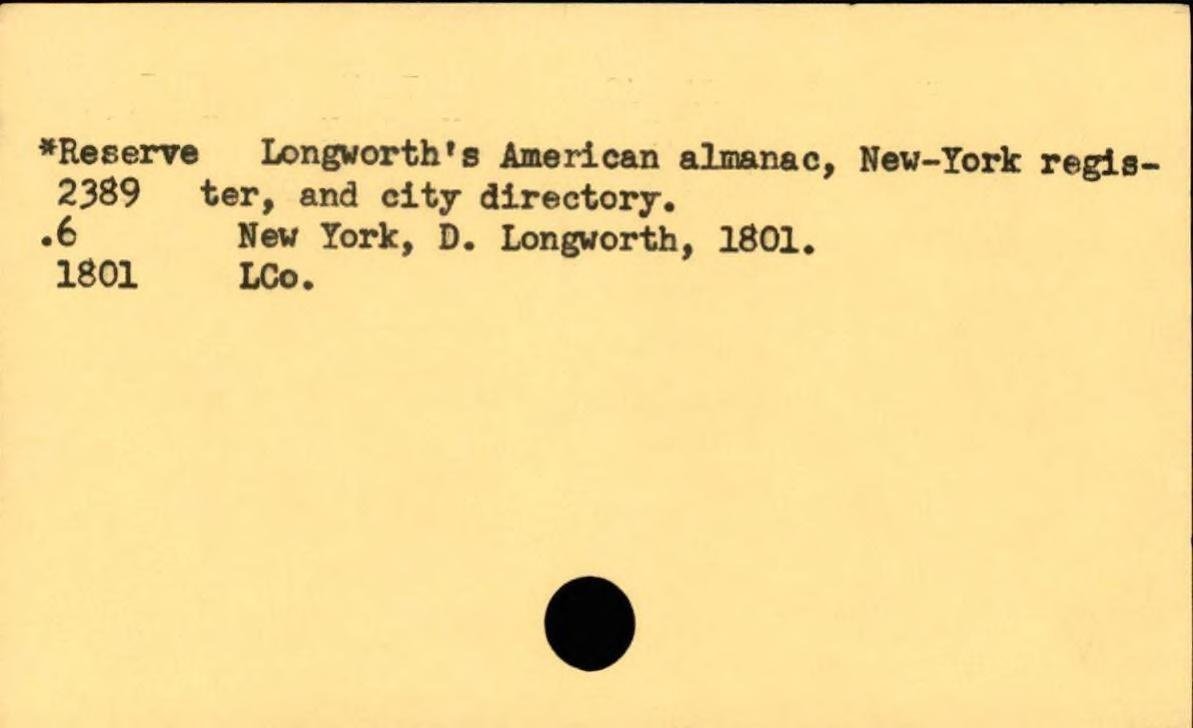 *Reserve Longworth's American almanac, New-York regis-
2389 ter, and city directory.
.6 New York, D. Longworth, 1801.
1801 LCo.